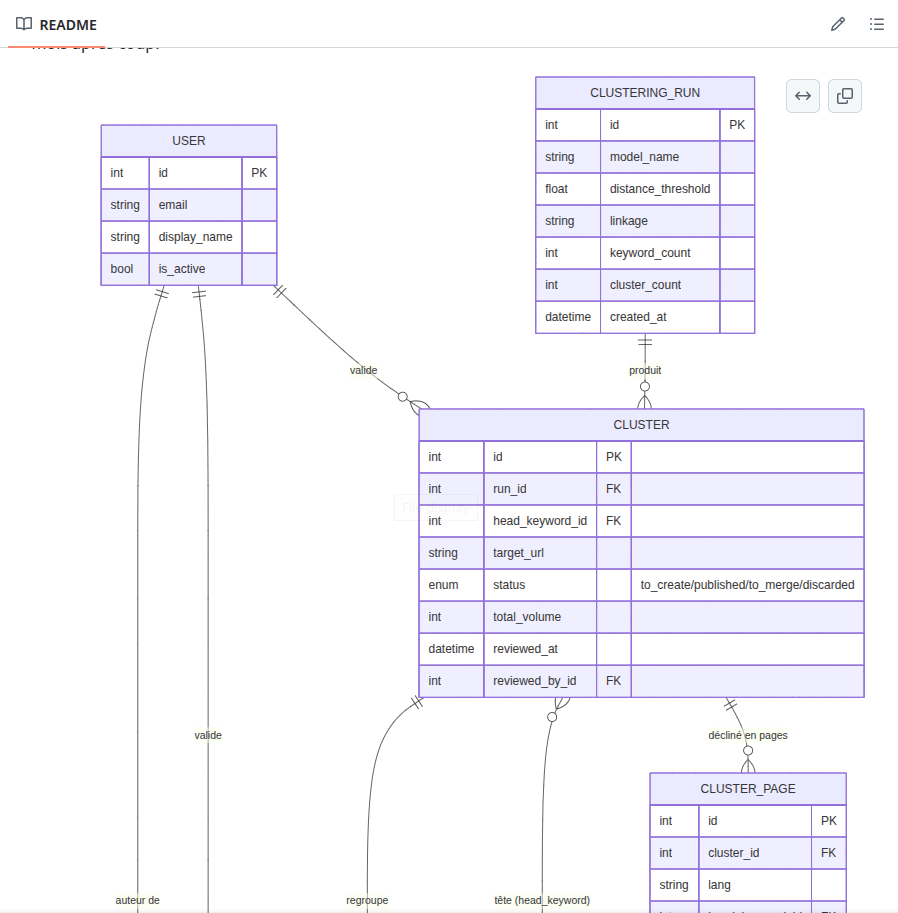 README
mois après coup.
CLUSTERING_RUN
int id PK
string model_name
float distance_threshold
string linkage
int keyword_count
int cluster_count
datetime created_at
USER
int id PK
string email
string display_name
bool is_active
valide
produit
CLUSTER
int id PK
int run_id FK
int head_keyword_id FK
string target_url
enum status to_create/published/to_merge/discarded
int total_volume
datetime reviewed_at
int reviewed_by_id FK
valide
décliné en pages
CLUSTER_PAGE
int id PK
int cluster_id FK
string lang
auteur de
regroupe
tête (head_keyword)